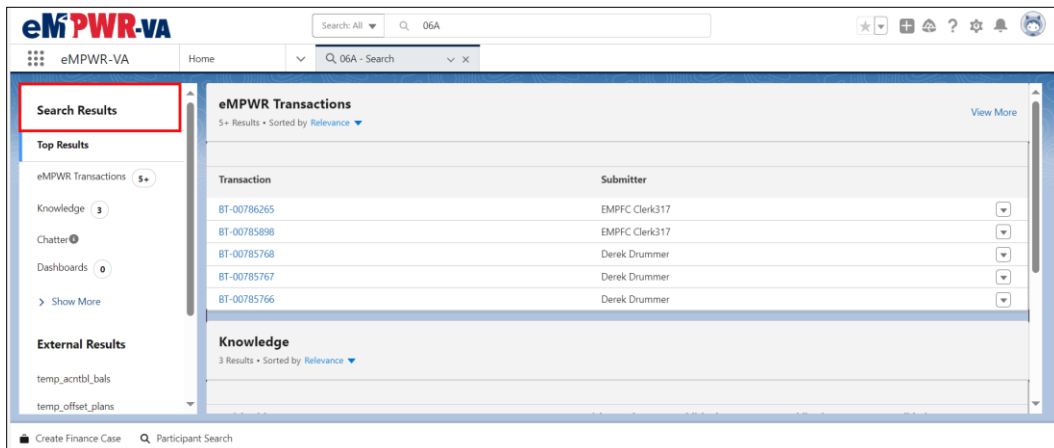 eMPWR-VA
Search: All 06A
eMPWR-VA Home 06A - Search
Search Results
Top Results
eMPWR Transactions 5+
Knowledge 3
Chatter
Dashboards 0
Show More
External Results
temp_acntbl_bals
temp_offset_plans
eMPWR Transactions
5+ Results • Sorted by Relevance
View More
Transaction Submitter
BT-00786265 EMPFC Clerk317
BT-00785898 EMPFC Clerk317
BT-00785768 Derek Drummer
BT-00785767 Derek Drummer
BT-00785766 Derek Drummer
Knowledge
3 Results • Sorted by Relevance
Create Finance Case Participant Search